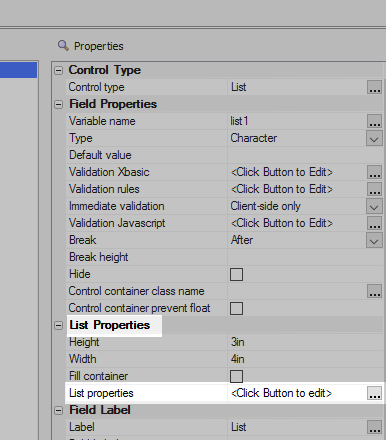 Properties
Control Type
Control type List ...
Field Properties
Variable name list1 ...
Type Character
Default value
Validation Xbasic <Click Button to Edit> ...
Validation rules <Click Button to Edit> ...
Immediate validation Client-side only
Validation Javascript <Click Button to Edit> ...
Break After
Break height
Hide
Control container class name ...
Control container prevent float
List Properties
Height 3in
Width 4in
Fill container
List properties <Click Button to edit> ...
Field Label
Label List ...